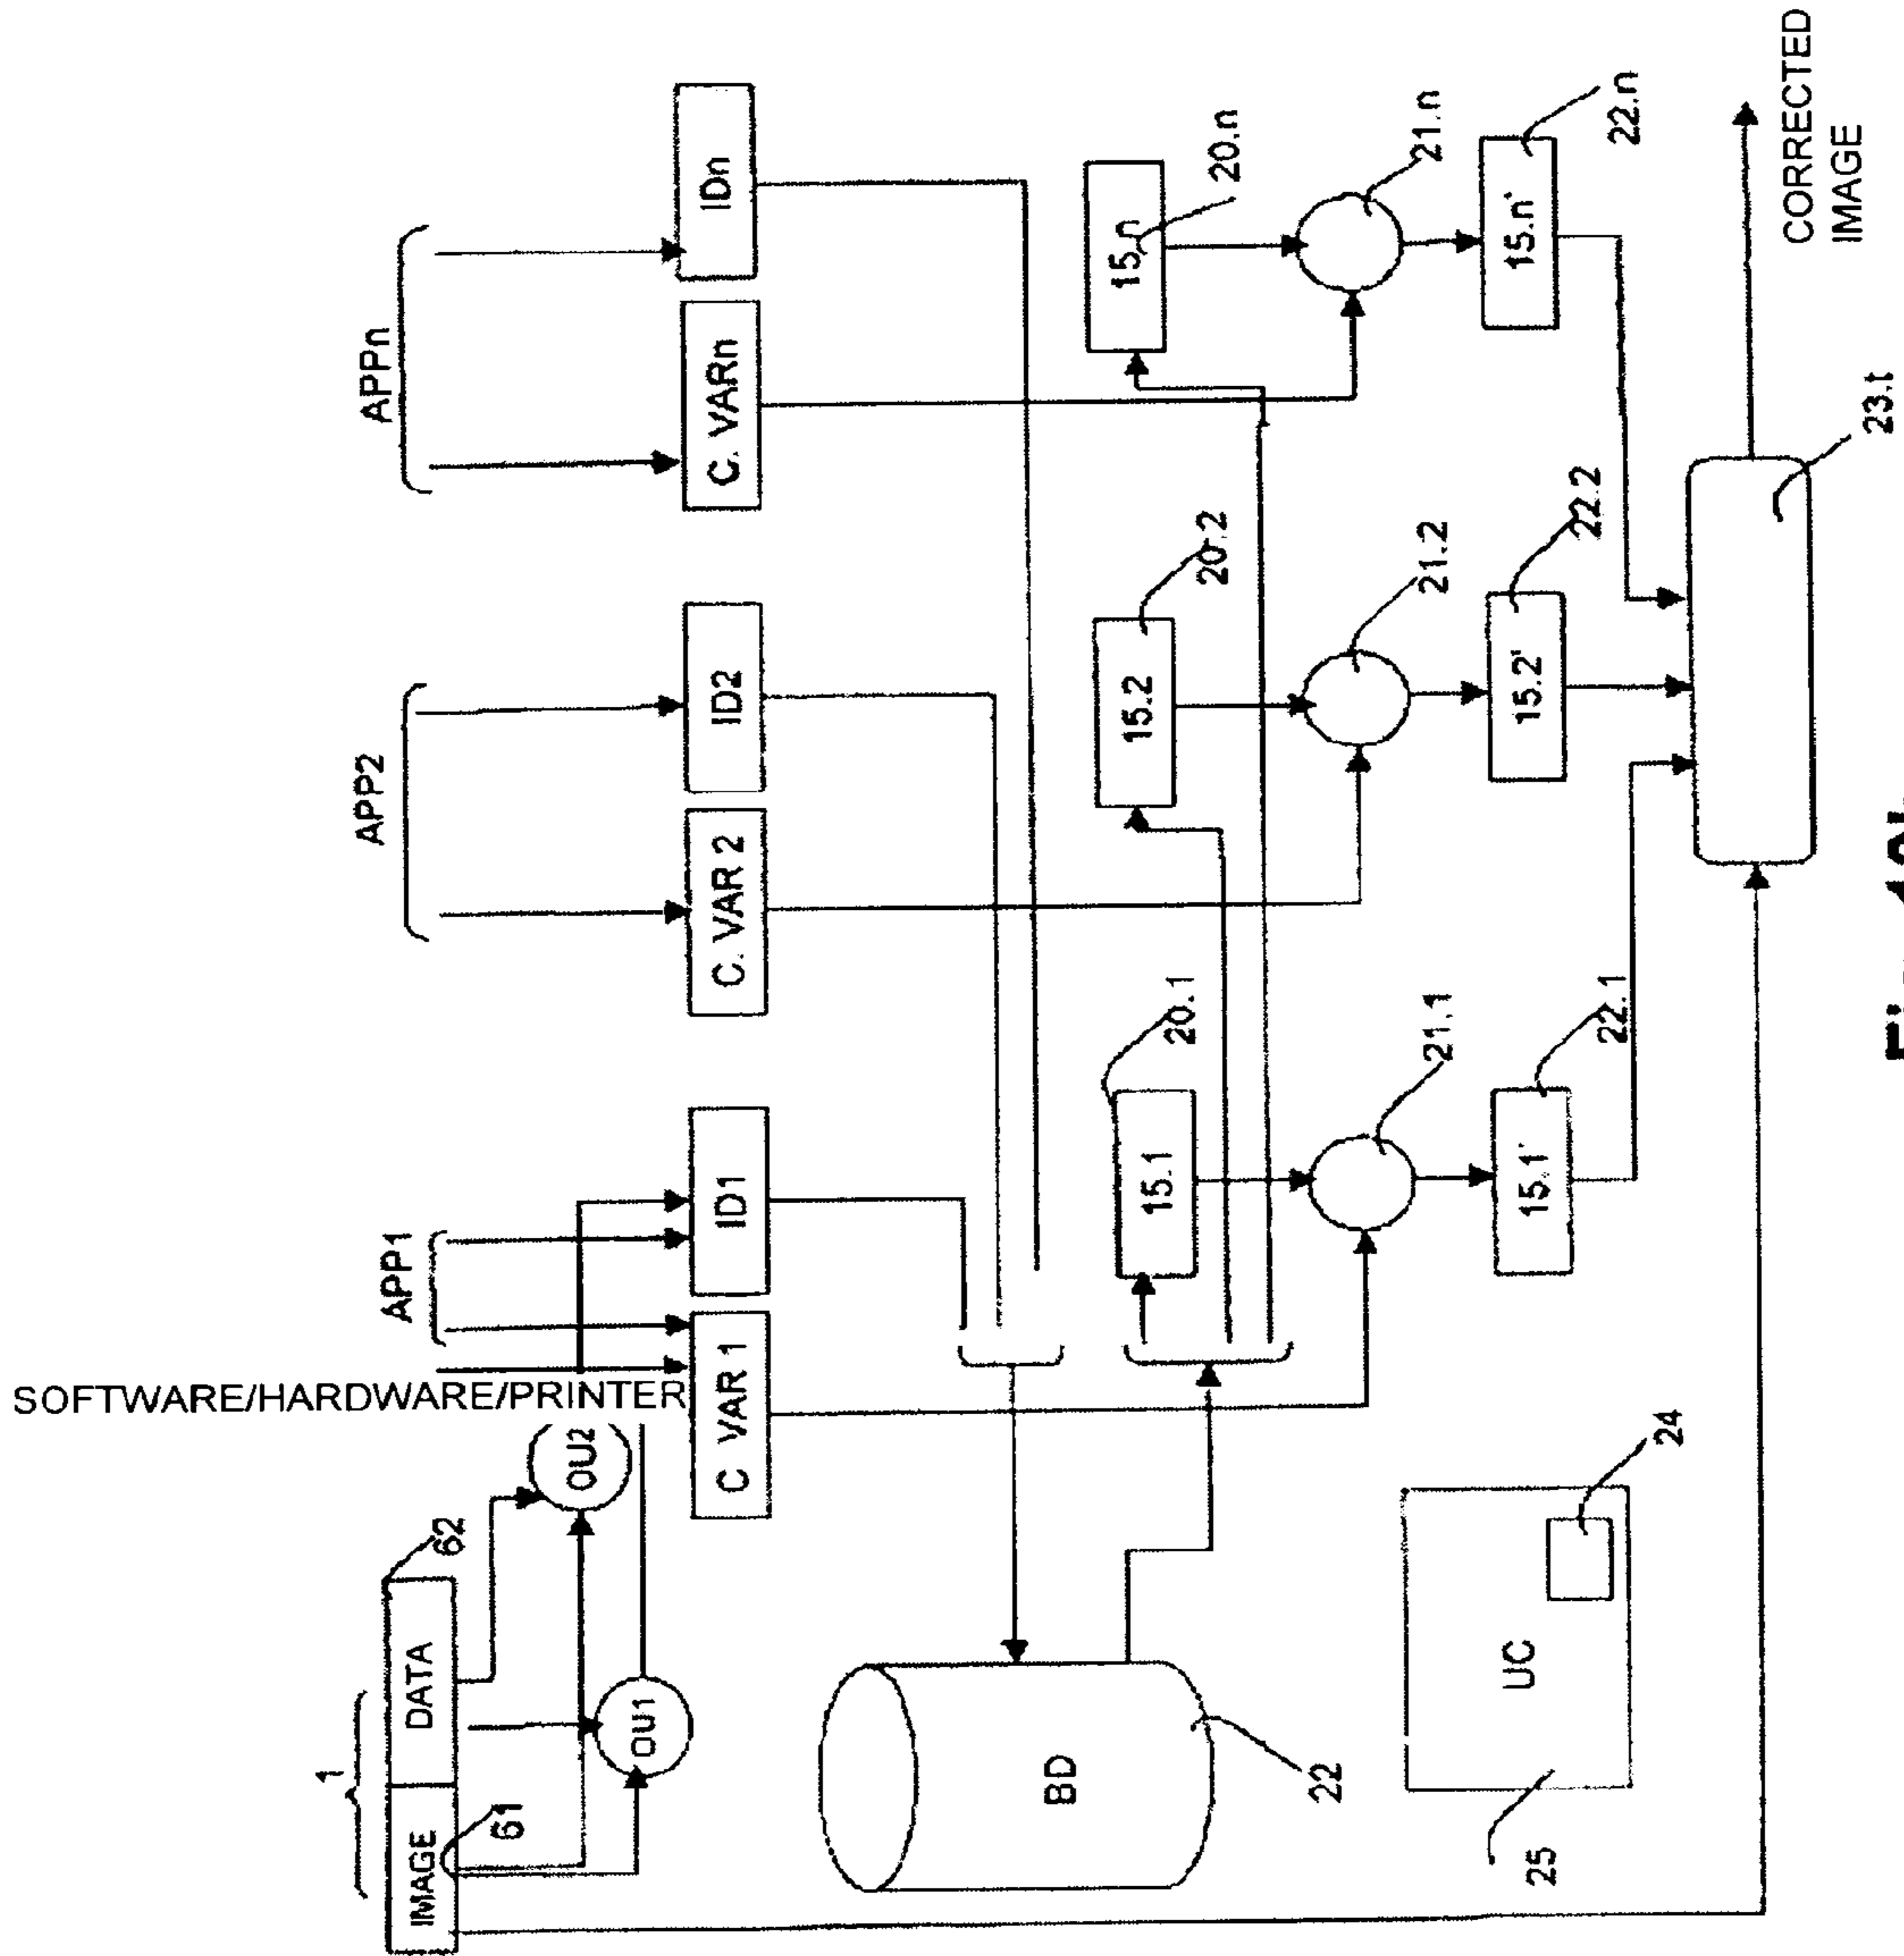 1
IMAGE
DATA
61
62
OU1
OU2
SOFTWARE/HARDWARE/PRINTER
APP1
APP2
APPn
C VAR 1
ID1
C. VAR 2
ID2
C. VARn
IDn
BD
22
15.1
20.1
15.2
20.2
15.n
20.n
21.1
21.2
21.n
UC
24
25
15.1'
22.1
15.2'
22.2
15.n'
22.n
23.t
CORRECTED
IMAGE